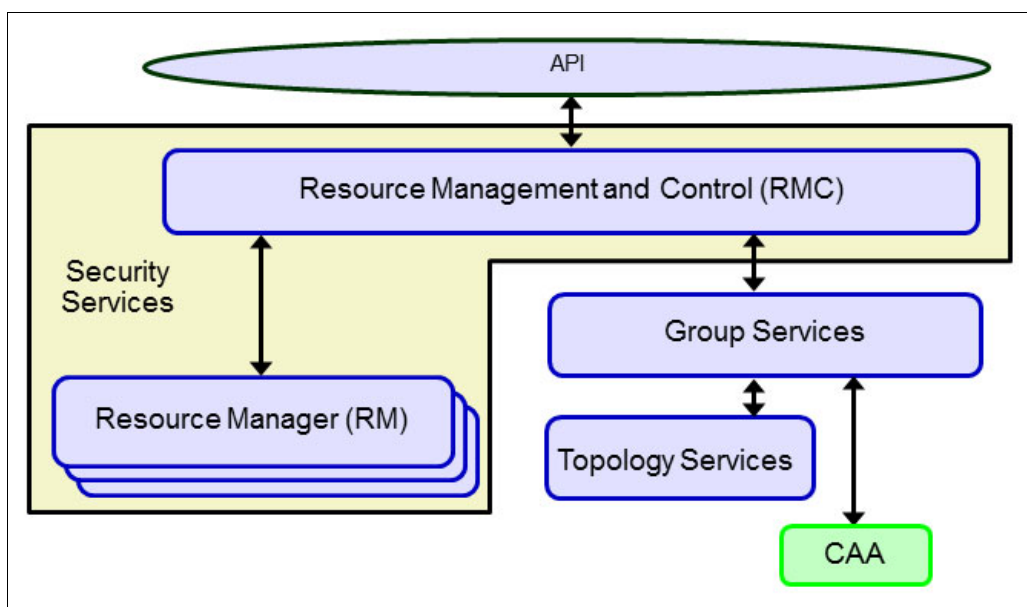 API
Resource Management and Control (RMC)
Security
Services
Group Services
Resource Manager (RM)
Topology Services
CAA